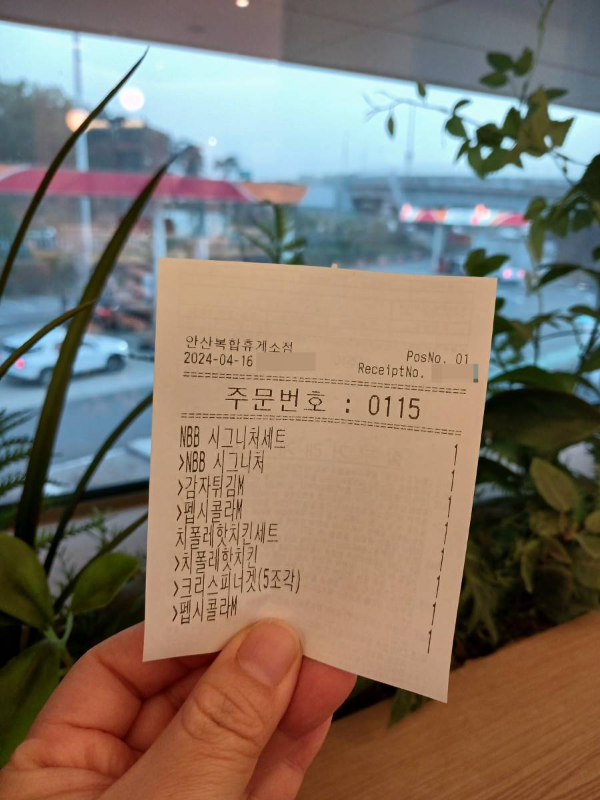 안산복합휴게소점
2024-04-16 PosNo. 01
ReceiptNo.
주문번호 : 0115
NBB 시그니처세트 1
>NBB 시그니처 1
>감자튀김M 1
>펩시콜라M 1
치폴레핫치킨세트 1
>치폴레핫치킨 1
>크리스피너겟(5조각) 1
>펩시콜라M 1